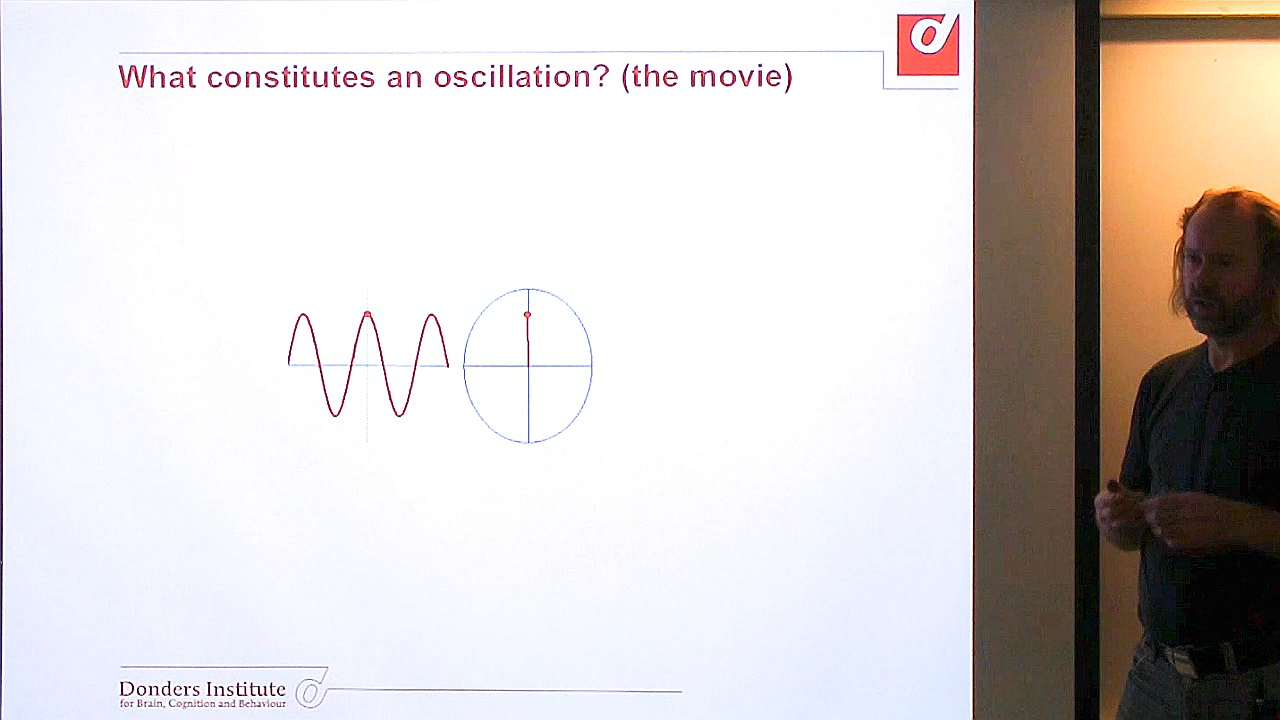 What constitutes an oscillation? (the movie)
Donders Institute
for Brain, Cognition and Behaviour